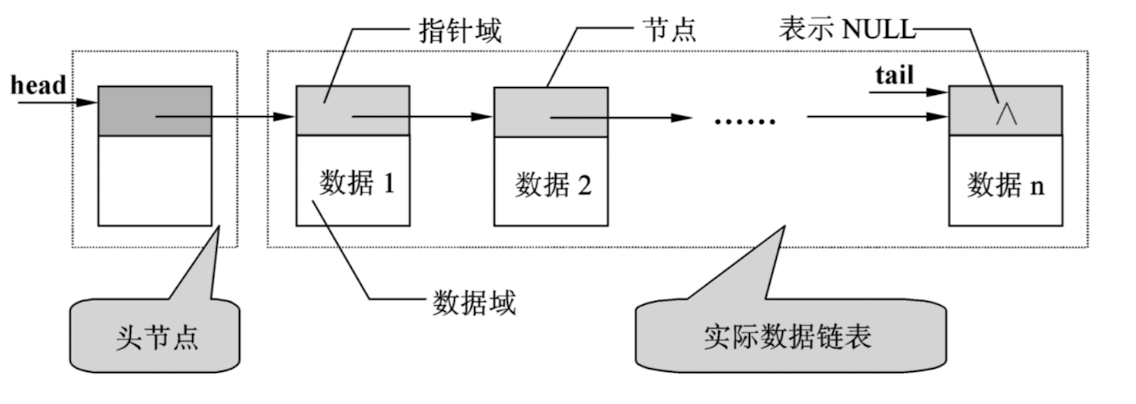 指针域
节点
表示 NULL
head
tail
……
∧
数据 1
数据 2
数据 n
数据域
头节点
实际数据链表